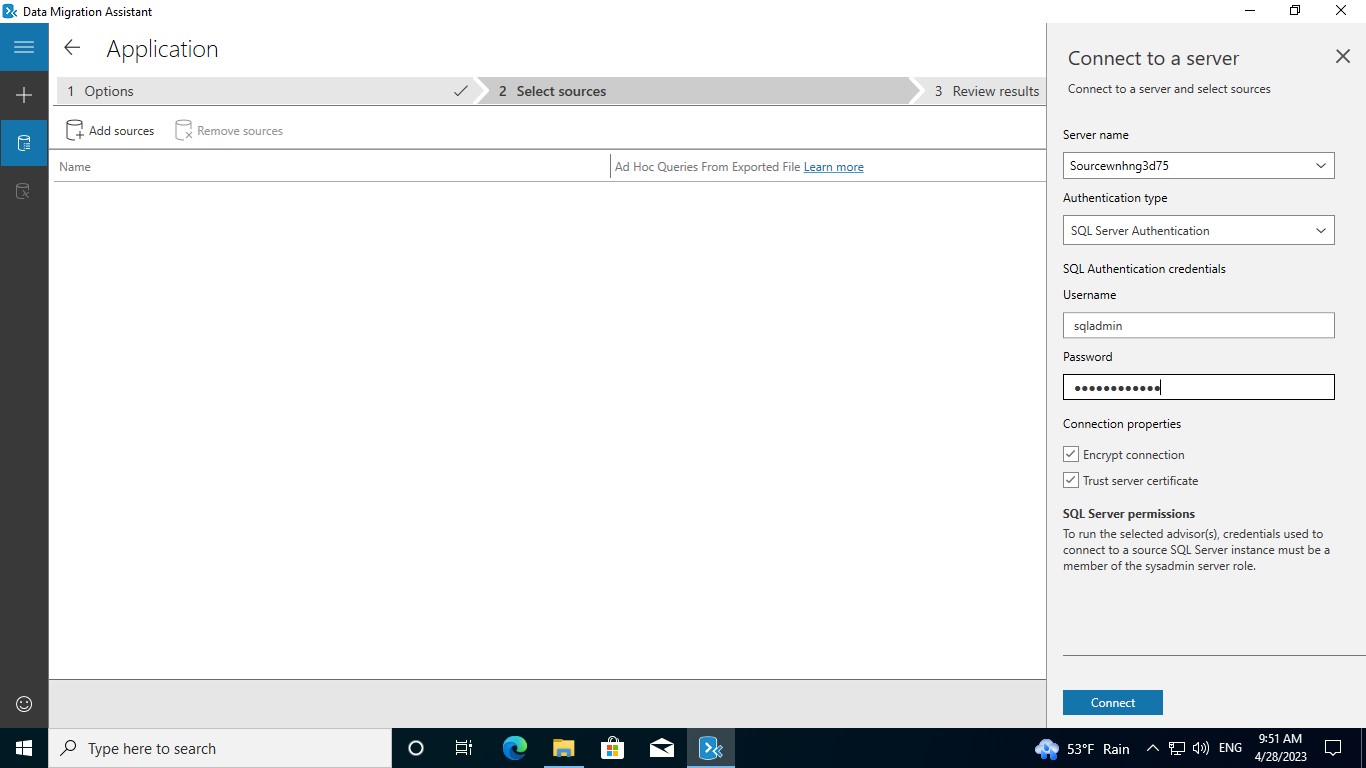 Data Migration Assistant
Application
1 Options
2 Select sources
3 Review results
Add sources
Remove sources
Name
Ad Hoc Queries From Exported File Learn more
Connect to a server
Connect to a server and select sources
Server name
Sourcewnhng3d75
Authentication type
SQL Server Authentication
SQL Authentication credentials
Username
sqladmin
Password
••••••••••••
Connection properties
Encrypt connection
Trust server certificate
SQL Server permissions
To run the selected advisor(s), credentials used to
connect to a source SQL Server instance must be a
member of the sysadmin server role.
Connect
Type here to search
53°F Rain
ENG
9:51 AM
4/28/2023